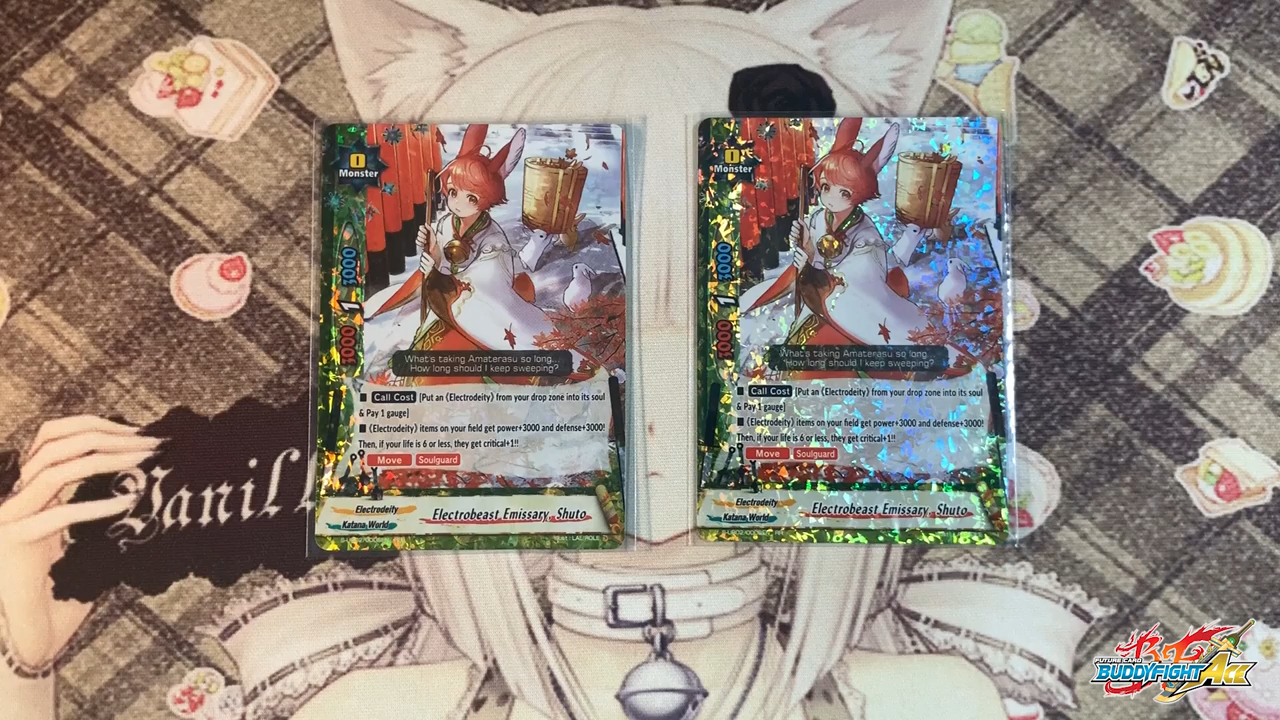 0
Monster
3000
1
3000
What's taking Amaterasu so long...
How long should I keep sweeping?
■ Call Cost [Put an ⟪Electrodeity⟫ from your drop zone into its soul
& Pay 1 gauge]
■ ⟪Electrodeity⟫ items on your field get power+3000 and defense+3000!
Then, if your life is 6 or less, they get critical+1!!
Move Soulguard
Electrodeity
Katana World
Electrobeast Emissary, Shuto
0
Monster
3000
1
3000
What's taking Amaterasu so long...
How long should I keep sweeping?
■ Call Cost [Put an ⟪Electrodeity⟫ from your drop zone into its soul
& Pay 1 gauge]
■ ⟪Electrodeity⟫ items on your field get power+3000 and defense+3000!
Then, if your life is 6 or less, they get critical+1!!
Move Soulguard
Electrodeity
Katana World
Electrobeast Emissary, Shuto
FUTURE CARD
BUDDYFIGHT Ace